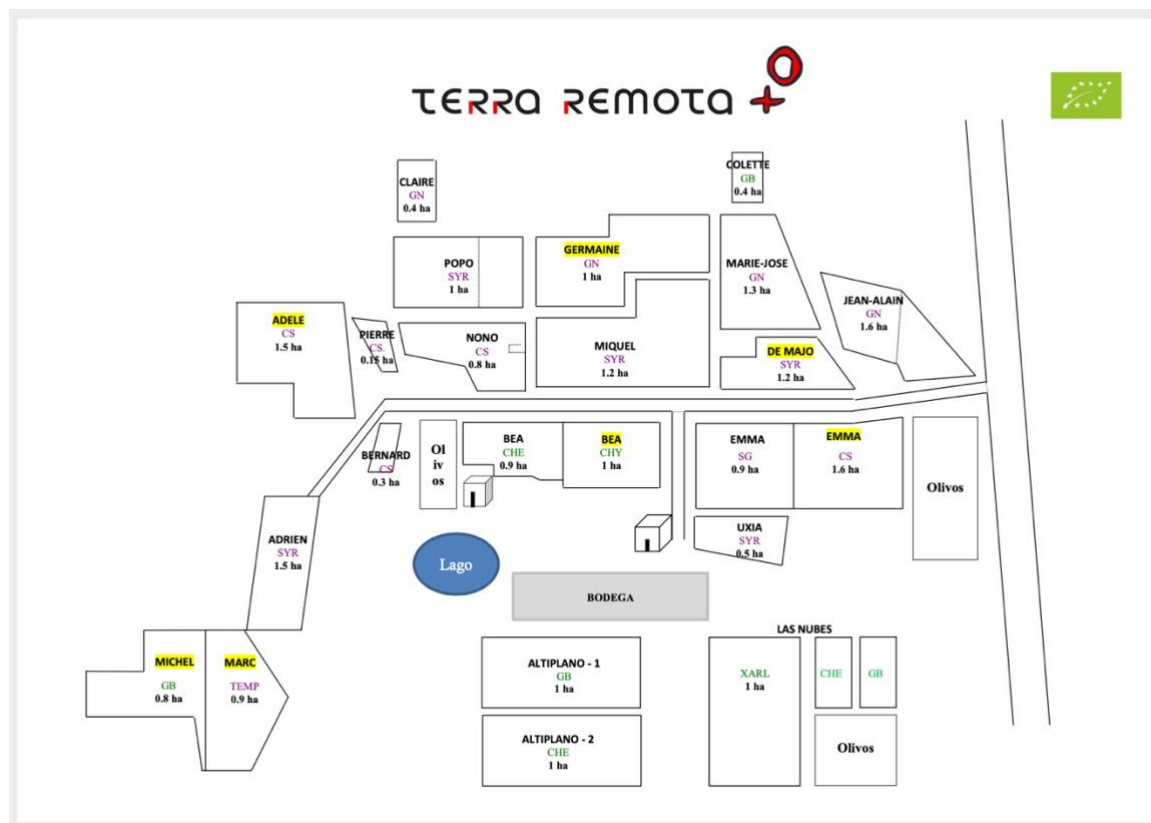 TERRA REMOTA
CLAIRE
GN
0.4 ha
COLETTE
GB
0.4 ha
POPO
SYR
1 ha
GERMAINE
GN
1 ha
MARIE-JOSE
GN
1.3 ha
JEAN-ALAIN
GN
1.6 ha
ADELE
CS
1.5 ha
PIERRE
CS.
0.15 ha
NONO
CS
0.8 ha
MIQUEL
SYR
1.2 ha
DE MAJO
SYR
1.2 ha
BERNARD
CS
0.3 ha
Ol
iv
os
BEA
CHE
0.9 ha
BEA
CHY
1 ha
EMMA
SG
0.9 ha
EMMA
CS
1.6 ha
Olivos
ADRIEN
SYR
1.5 ha
Lago
UXIA
SYR
0,5 ha
BODEGA
MICHEL
GB
0.8 ha
MARC
TEMP
0.9 ha
ALTIPLANO - 1
GB
1 ha
ALTIPLANO - 2
CHE
1 ha
LAS NUBES
XARL
1 ha
CHE
GB
Olivos